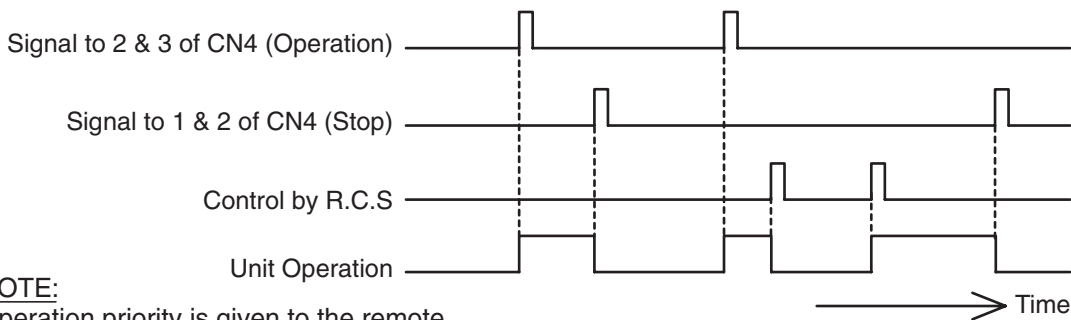 Signal to 2 & 3 of CN4 (Operation)
Signal to 1 & 2 of CN4 (Stop)
Control by R.C.S
Unit Operation
OTE:
Time